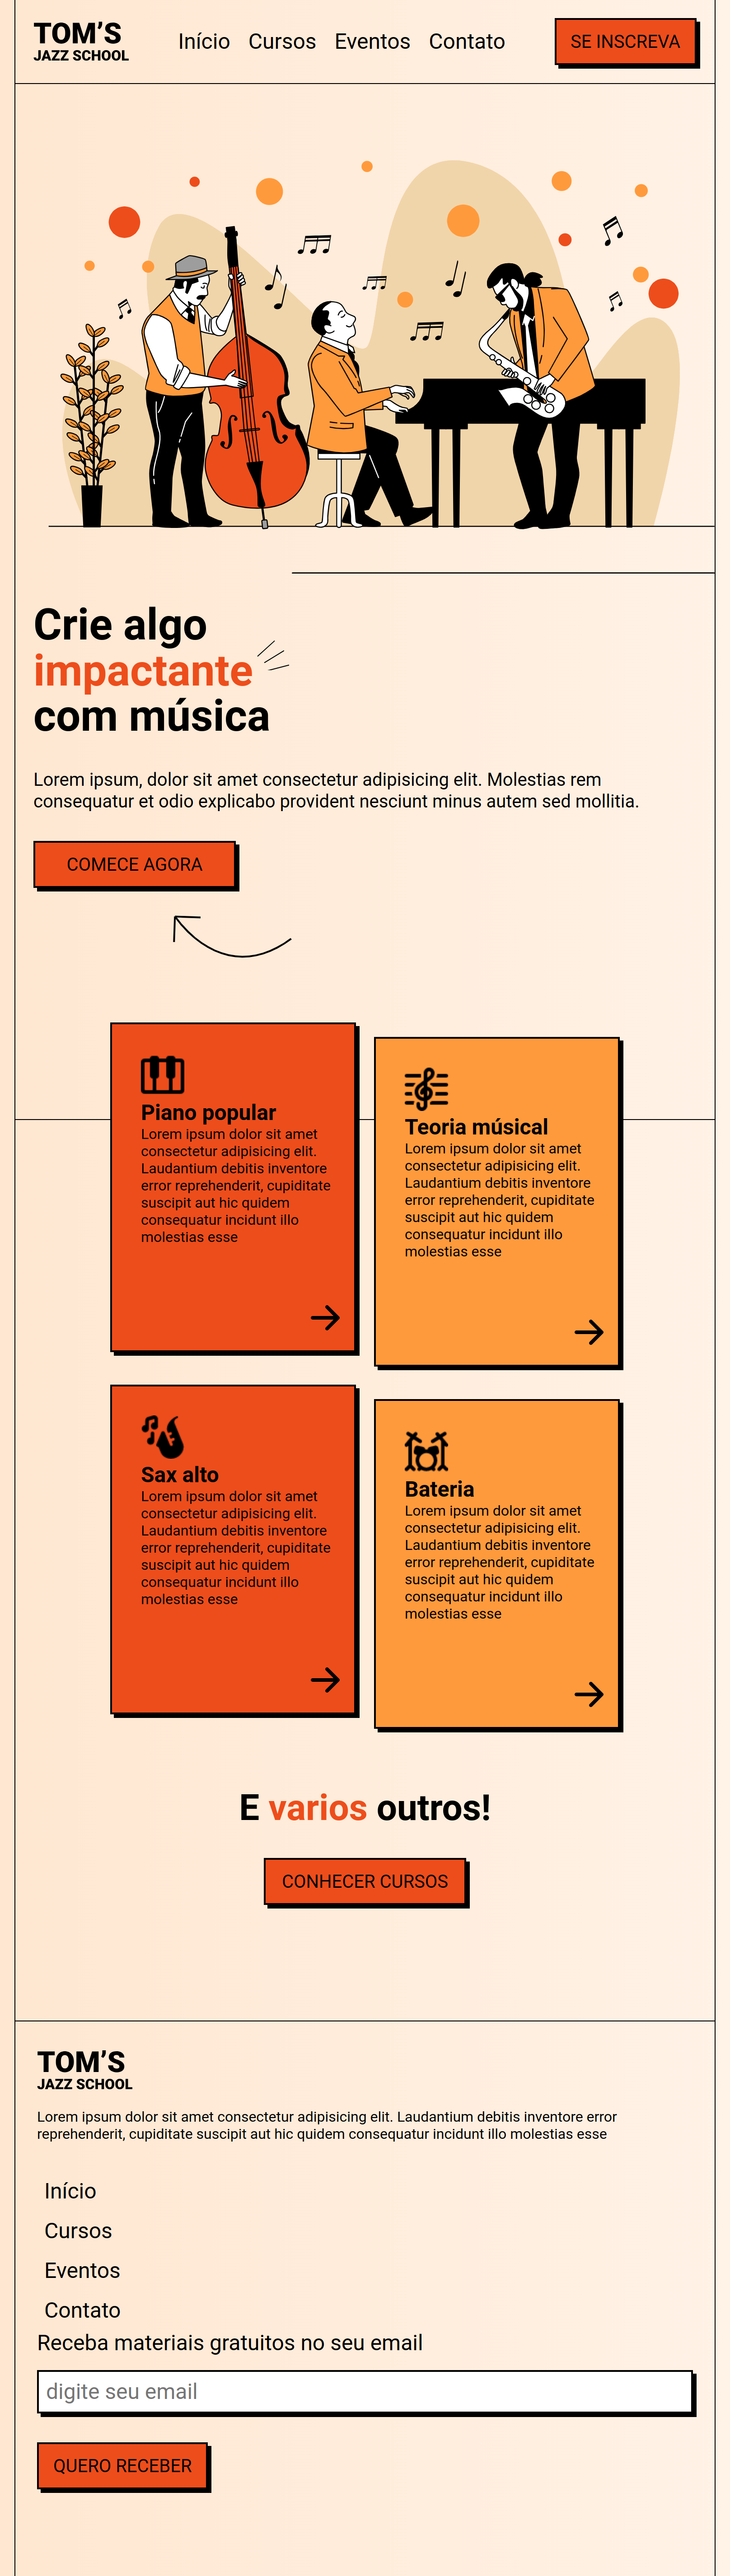 TOM'S
JAZZ SCHOOL
Início Cursos Eventos Contato
SE INSCREVA
Crie algo
impactante
com música
Lorem ipsum, dolor sit amet consectetur adipisicing elit. Molestias rem
consequatur et odio explicabo provident nesciunt minus autem sed mollitia.
COMECE AGORA
Piano popular
Lorem ipsum dolor sit amet
consectetur adipisicing elit.
Laudantium debitis inventore
error reprehenderit, cupiditate
suscipit aut hic quidem
consequatur incidunt illo
molestias esse
Teoria músical
Lorem ipsum dolor sit amet
consectetur adipisicing elit.
Laudantium debitis inventore
error reprehenderit, cupiditate
suscipit aut hic quidem
consequatur incidunt illo
molestias esse
Sax alto
Lorem ipsum dolor sit amet
consectetur adipisicing elit.
Laudantium debitis inventore
error reprehenderit, cupiditate
suscipit aut hic quidem
consequatur incidunt illo
molestias esse
Bateria
Lorem ipsum dolor sit amet
consectetur adipisicing elit.
Laudantium debitis inventore
error reprehenderit, cupiditate
suscipit aut hic quidem
consequatur incidunt illo
molestias esse
E varios outros!
CONHECER CURSOS
TOM'S
JAZZ SCHOOL
Lorem ipsum dolor sit amet consectetur adipisicing elit. Laudantium debitis inventore error
reprehenderit, cupiditate suscipit aut hic quidem consequatur incidunt illo molestias esse
Início
Cursos
Eventos
Contato
Receba materiais gratuitos no seu email
digite seu email
QUERO RECEBER